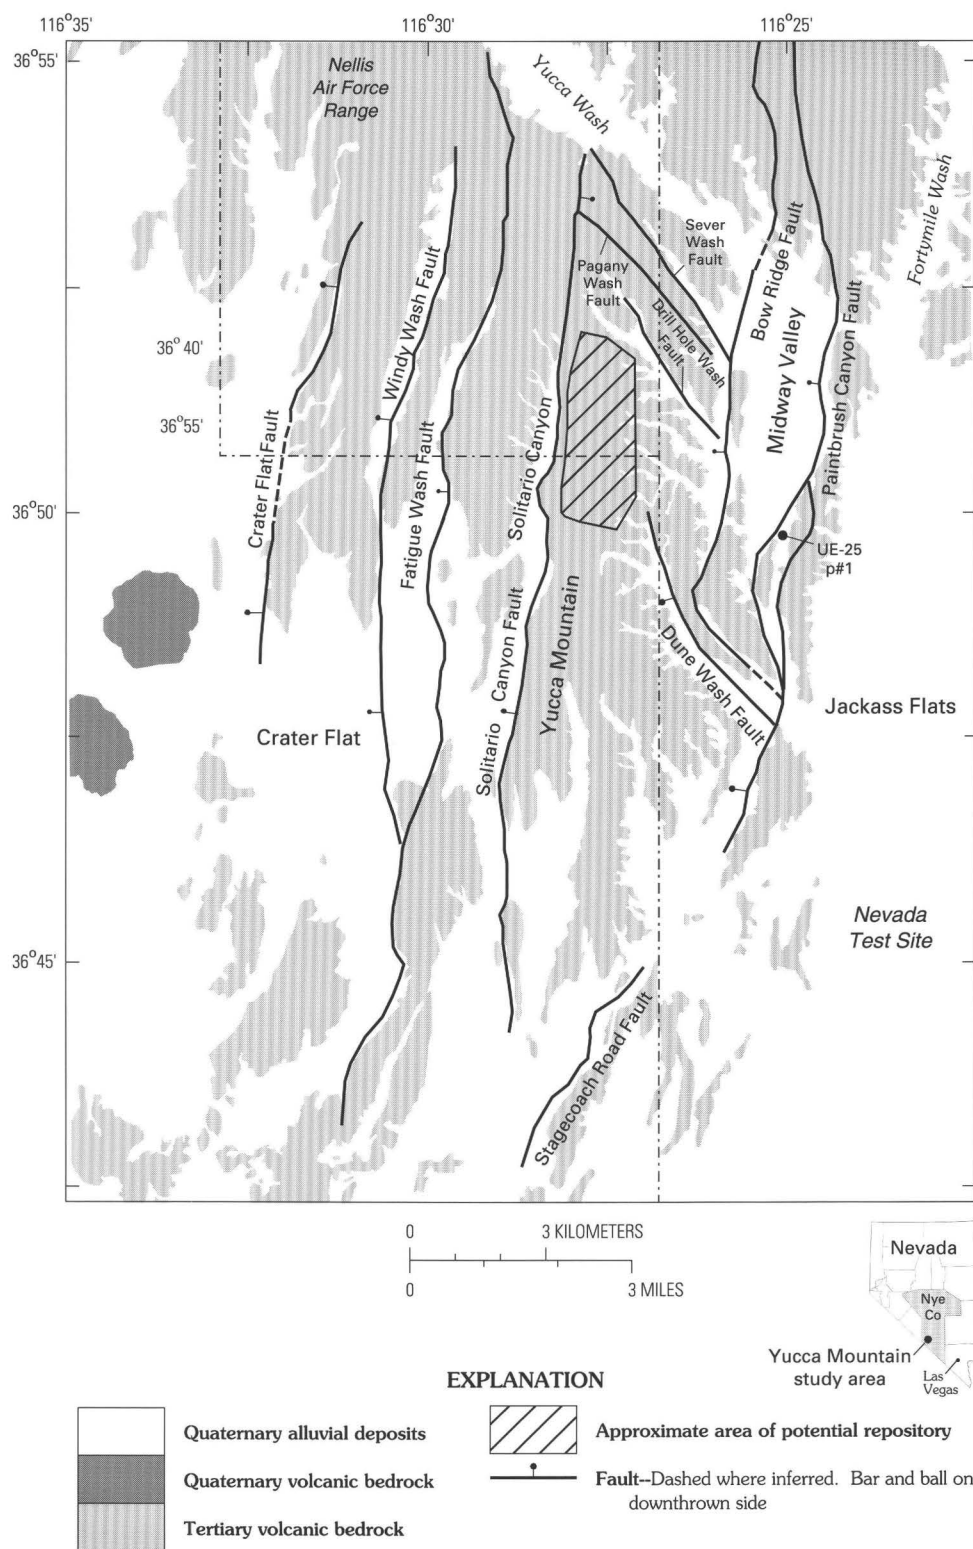 116°35'
116°30'
116°25'
36°55'
Nellis
Air Force
Range
Yucca Wash
Fortymile Wash
Sever
Wash
Fault
Pagany
Wash
Fault
Drill Hole Wash
Fault
Bow Ridge Fault
Midway Valley
Paintbrush Canyon Fault
Windy Wash Fault
36°40'
36°55'
Crater Flat Fault
Fatigue Wash Fault
Solitario Canyon
36°50'
UE-25
p#1
Solitario Canyon Fault
Yucca Mountain
Dune Wash Fault
Jackass Flats
Crater Flat
Nevada
Test Site
36°45'
Stagecoach Road Fault
0 3 KILOMETERS
0 3 MILES
Nevada
Nye
Co
Yucca Mountain
study area
Las
Vegas
EXPLANATION
Quaternary alluvial deposits
Quaternary volcanic bedrock
Tertiary volcanic bedrock
Approximate area of potential repository
Fault--Dashed where inferred. Bar and ball on
downthrown side